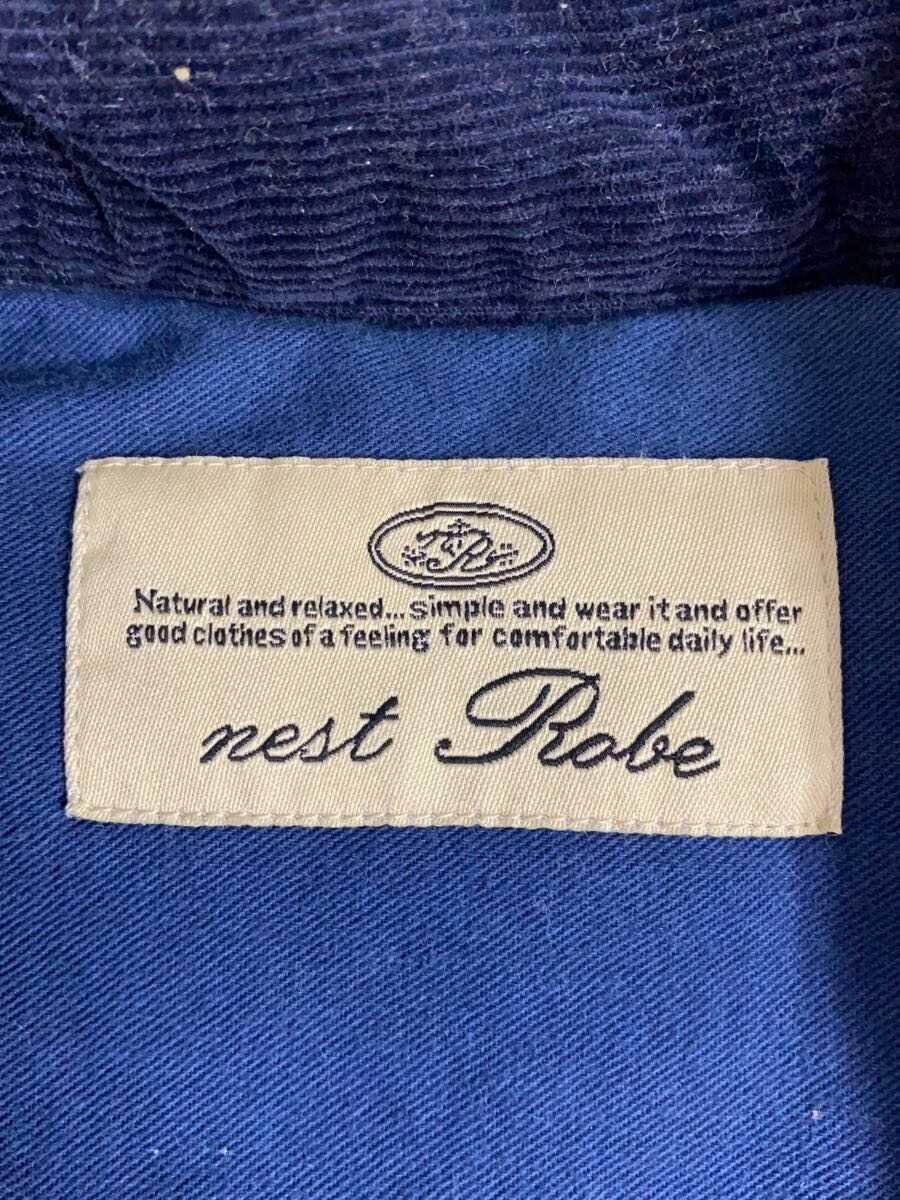 Natural and relaxed... simple and wear it and offer
good clothes of a feeling for comfortable daily life...
nest Robe